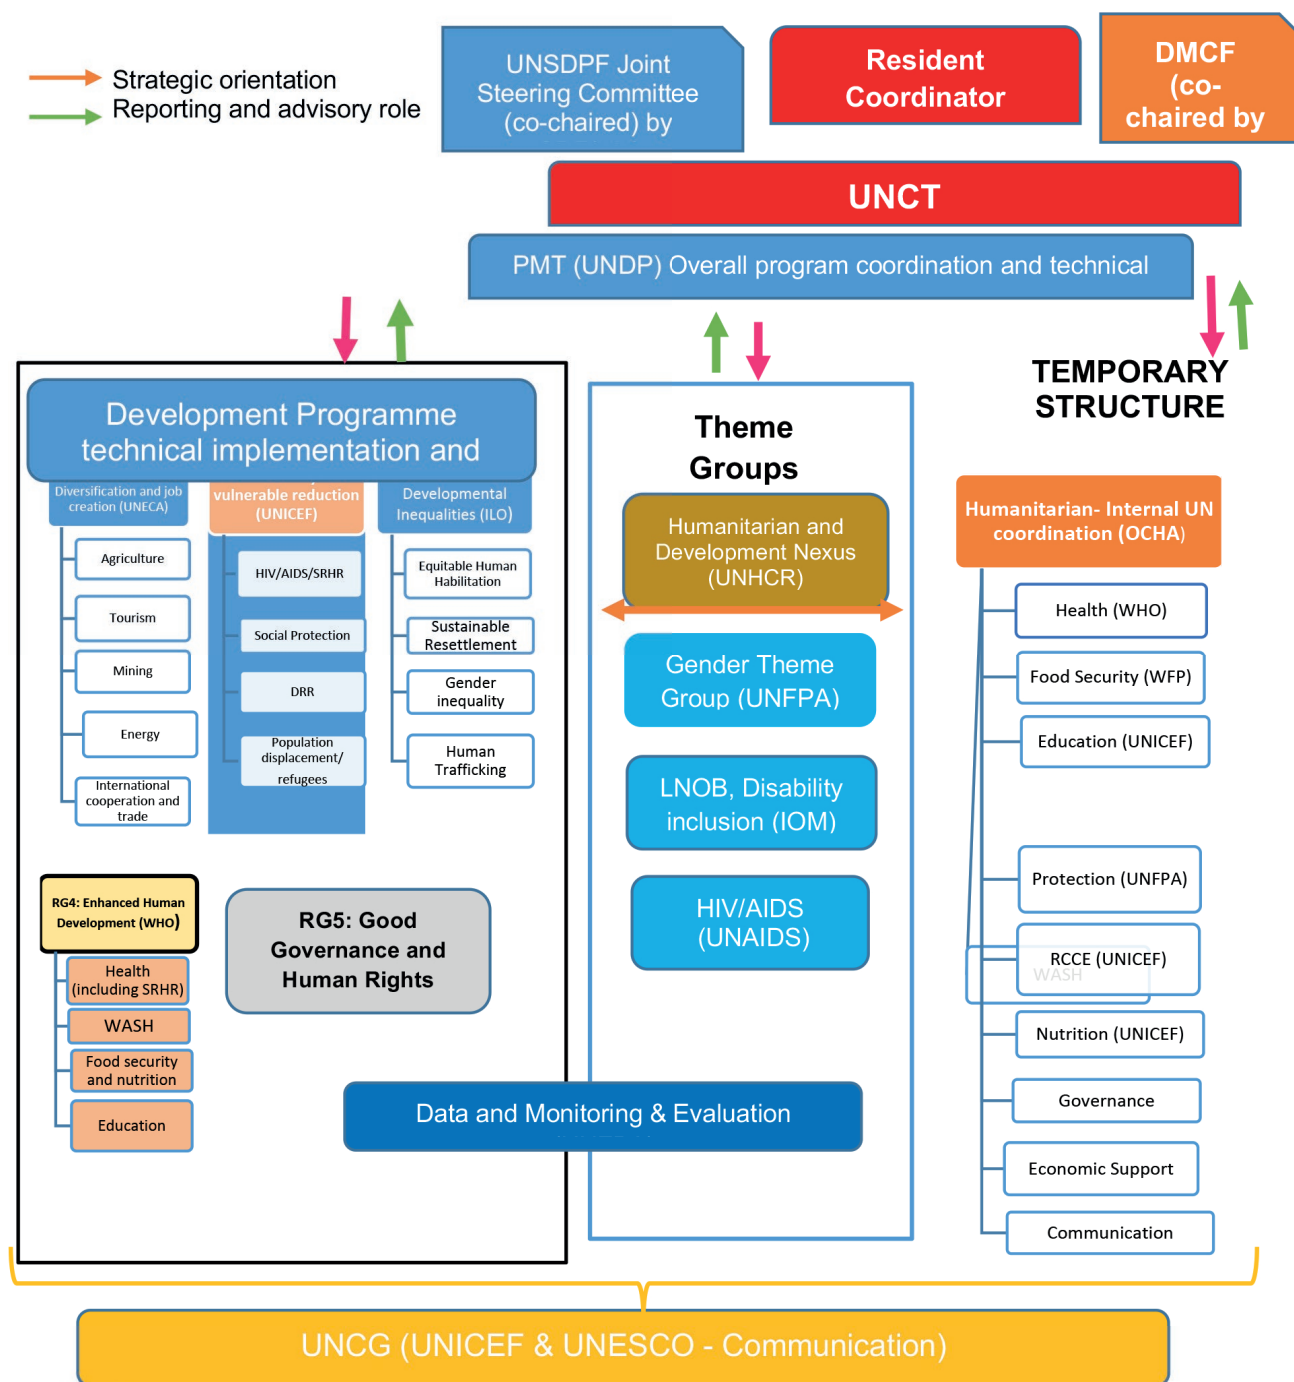 Strategic orientation
Reporting and advisory role
UNSDPF Joint
Steering Committee
(co-chaired) by
Resident
Coordinator
DMCF
(co-
chaired by
UNCT
PMT (UNDP) Overall program coordination and technical
Development Programme
technical implementation and
Diversification and job
creation (UNECA)
Agriculture
Tourism
Mining
Energy
International
cooperation and
trade
vulnerable reduction
(UNICEF)
HIV/AIDS/SRHR
Social Protection
DRR
Population
displacement/
refugees
Developmental
Inequalities (ILO)
Equitable Human
Habilitation
Sustainable
Resettlement
Gender
inequality
Human
Trafficking
RG4: Enhanced Human
Development (WHO)
Health
(including SRHR)
WASH
Food security
and nutrition
Education
RG5: Good
Governance and
Human Rights
Theme
Groups
Humanitarian and
Development Nexus
(UNHCR)
Gender Theme
Group (UNFPA)
LNOB, Disability
inclusion (IOM)
HIV/AIDS
(UNAIDS)
Data and Monitoring & Evaluation
TEMPORARY
STRUCTURE
Humanitarian- Internal UN
coordination (OCHA)
Health (WHO)
Food Security (WFP)
Education (UNICEF)
Protection (UNFPA)
RCCE (UNICEF)
WASH
Nutrition (UNICEF)
Governance
Economic Support
Communication
UNCG (UNICEF & UNESCO - Communication)